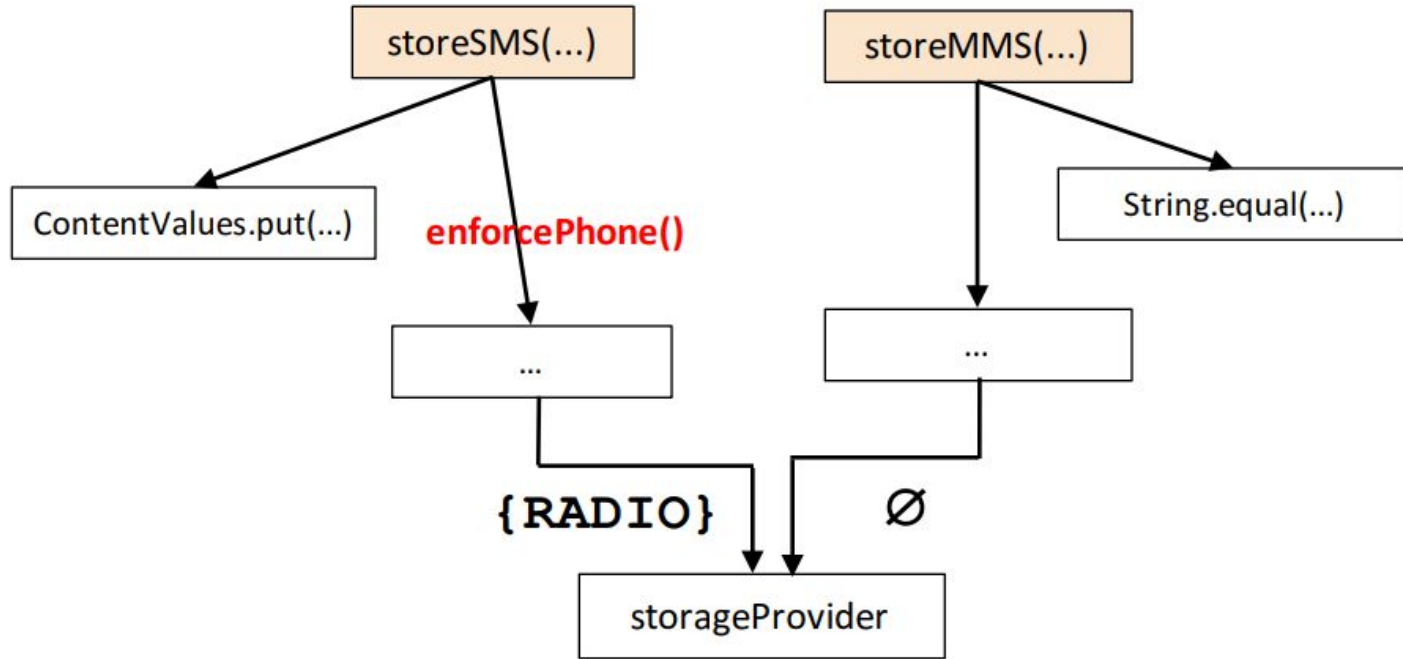 storeSMS(...)
storeMMS(...)
ContentValues.put(...)
String.equal(...)
enforcePhone()
...
...
{RADIO}
∅
storageProvider